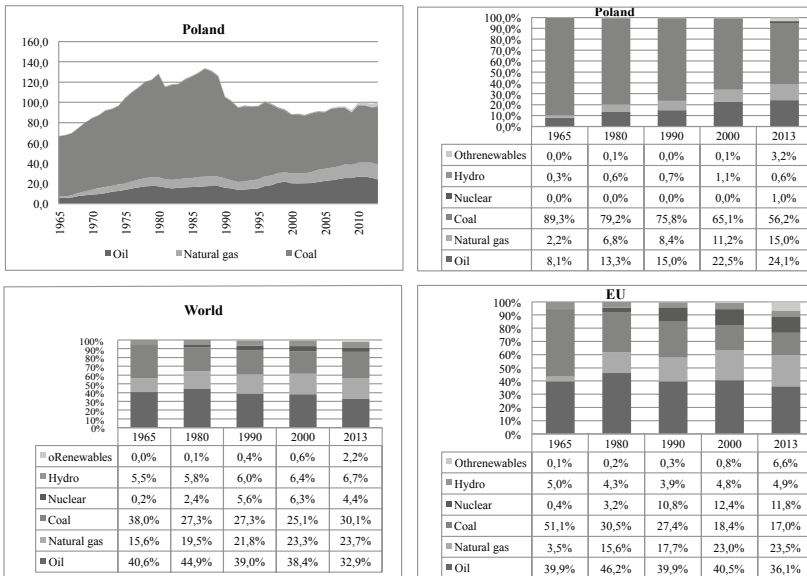 Poland
160,0
140,0
120,0
100,0
80,0
60,0
40,0
20,0
0,0
1965
1970
1975
1980
1985
1990
1995
2000
2005
2010
Oil Natural gas Coal
Poland
100,0%
90,0%
80,0%
70,0%
60,0%
50,0%
40,0%
30,0%
20,0%
10,0%
0,0%
1965 1980 1990 2000 2013
Othrenewables 0,0% 0,1% 0,0% 0,1% 3,2%
Hydro 0,3% 0,6% 0,7% 1,1% 0,6%
Nuclear 0,0% 0,0% 0,0% 0,0% 1,0%
Coal 89,3% 79,2% 75,8% 65,1% 56,2%
Natural gas 2,2% 6,8% 8,4% 11,2% 15,0%
Oil 8,1% 13,3% 15,0% 22,5% 24,1%
World
100%
90%
80%
70%
60%
50%
40%
30%
20%
10%
0%
1965 1980 1990 2000 2013
oRenewables 0,0% 0,1% 0,4% 0,6% 2,2%
Hydro 5,5% 5,8% 6,0% 6,4% 6,7%
Nuclear 0,2% 2,4% 5,6% 6,3% 4,4%
Coal 38,0% 27,3% 27,3% 25,1% 30,1%
Natural gas 15,6% 19,5% 21,8% 23,3% 23,7%
Oil 40,6% 44,9% 39,0% 38,4% 32,9%
EU
100%
90%
80%
70%
60%
50%
40%
30%
20%
10%
0%
1965 1980 1990 2000 2013
Othrenewables 0,1% 0,2% 0,3% 0,8% 6,6%
Hydro 5,0% 4,3% 3,9% 4,8% 4,9%
Nuclear 0,4% 3,2% 10,8% 12,4% 11,8%
Coal 51,1% 30,5% 27,4% 18,4% 17,0%
Natural gas 3,5% 15,6% 17,7% 23,0% 23,5%
Oil 39,9% 46,2% 39,9% 40,5% 36,1%